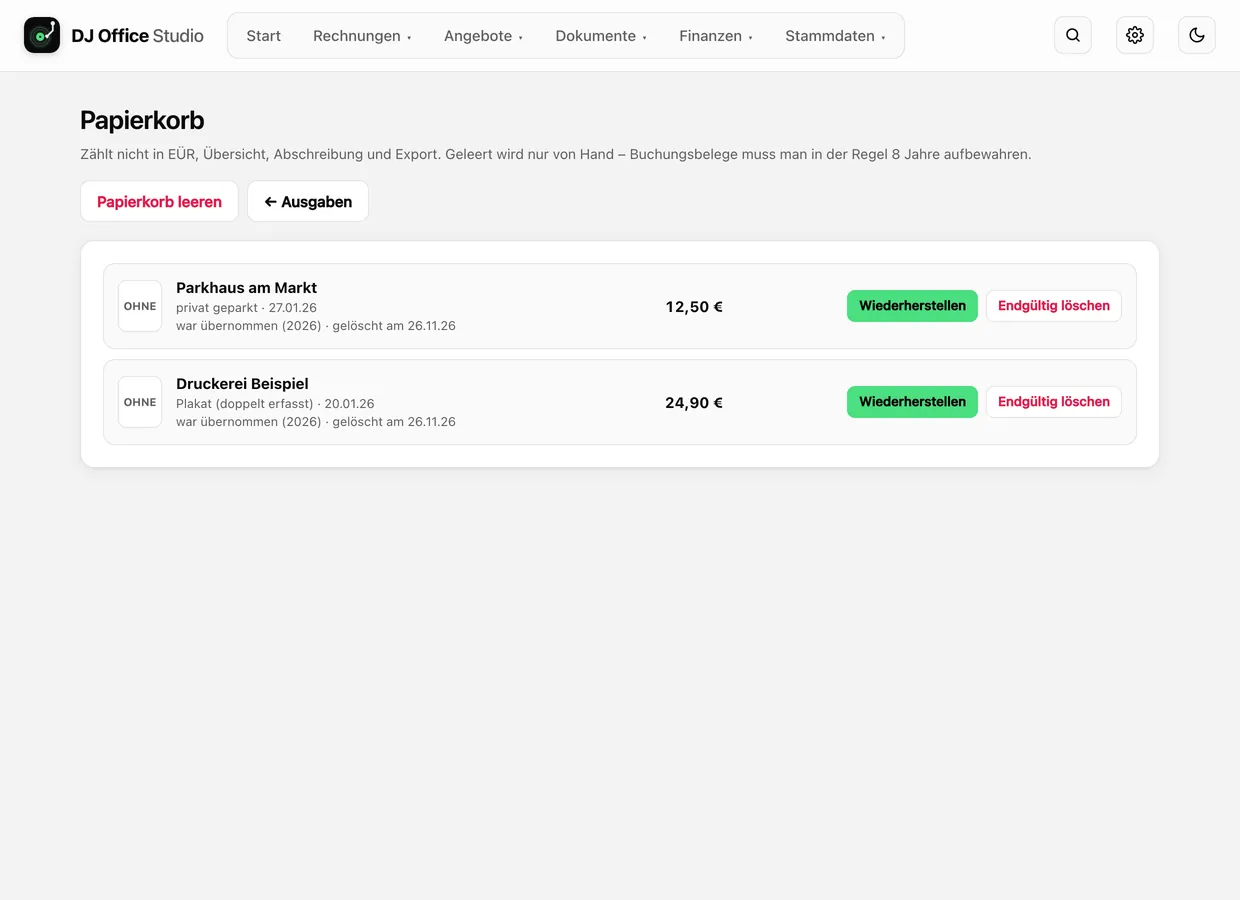 DJ Office Studio
Start
Rechnungen
Angebote
Dokumente
Finanzen
Stammdaten
Papierkorb
Zählt nicht in EÜR, Übersicht, Abschreibung und Export. Geleert wird nur von Hand – Buchungsbelege muss man in der Regel 8 Jahre aufbewahren.
Papierkorb leeren
← Ausgaben
OHNE
Parkhaus am Markt
privat geparkt · 27.01.26
war übernommen (2026) · gelöscht am 26.11.26
12,50 €
Wiederherstellen
Endgültig löschen
OHNE
Druckerei Beispiel
Plakat (doppelt erfasst) · 20.01.26
war übernommen (2026) · gelöscht am 26.11.26
24,90 €
Wiederherstellen
Endgültig löschen